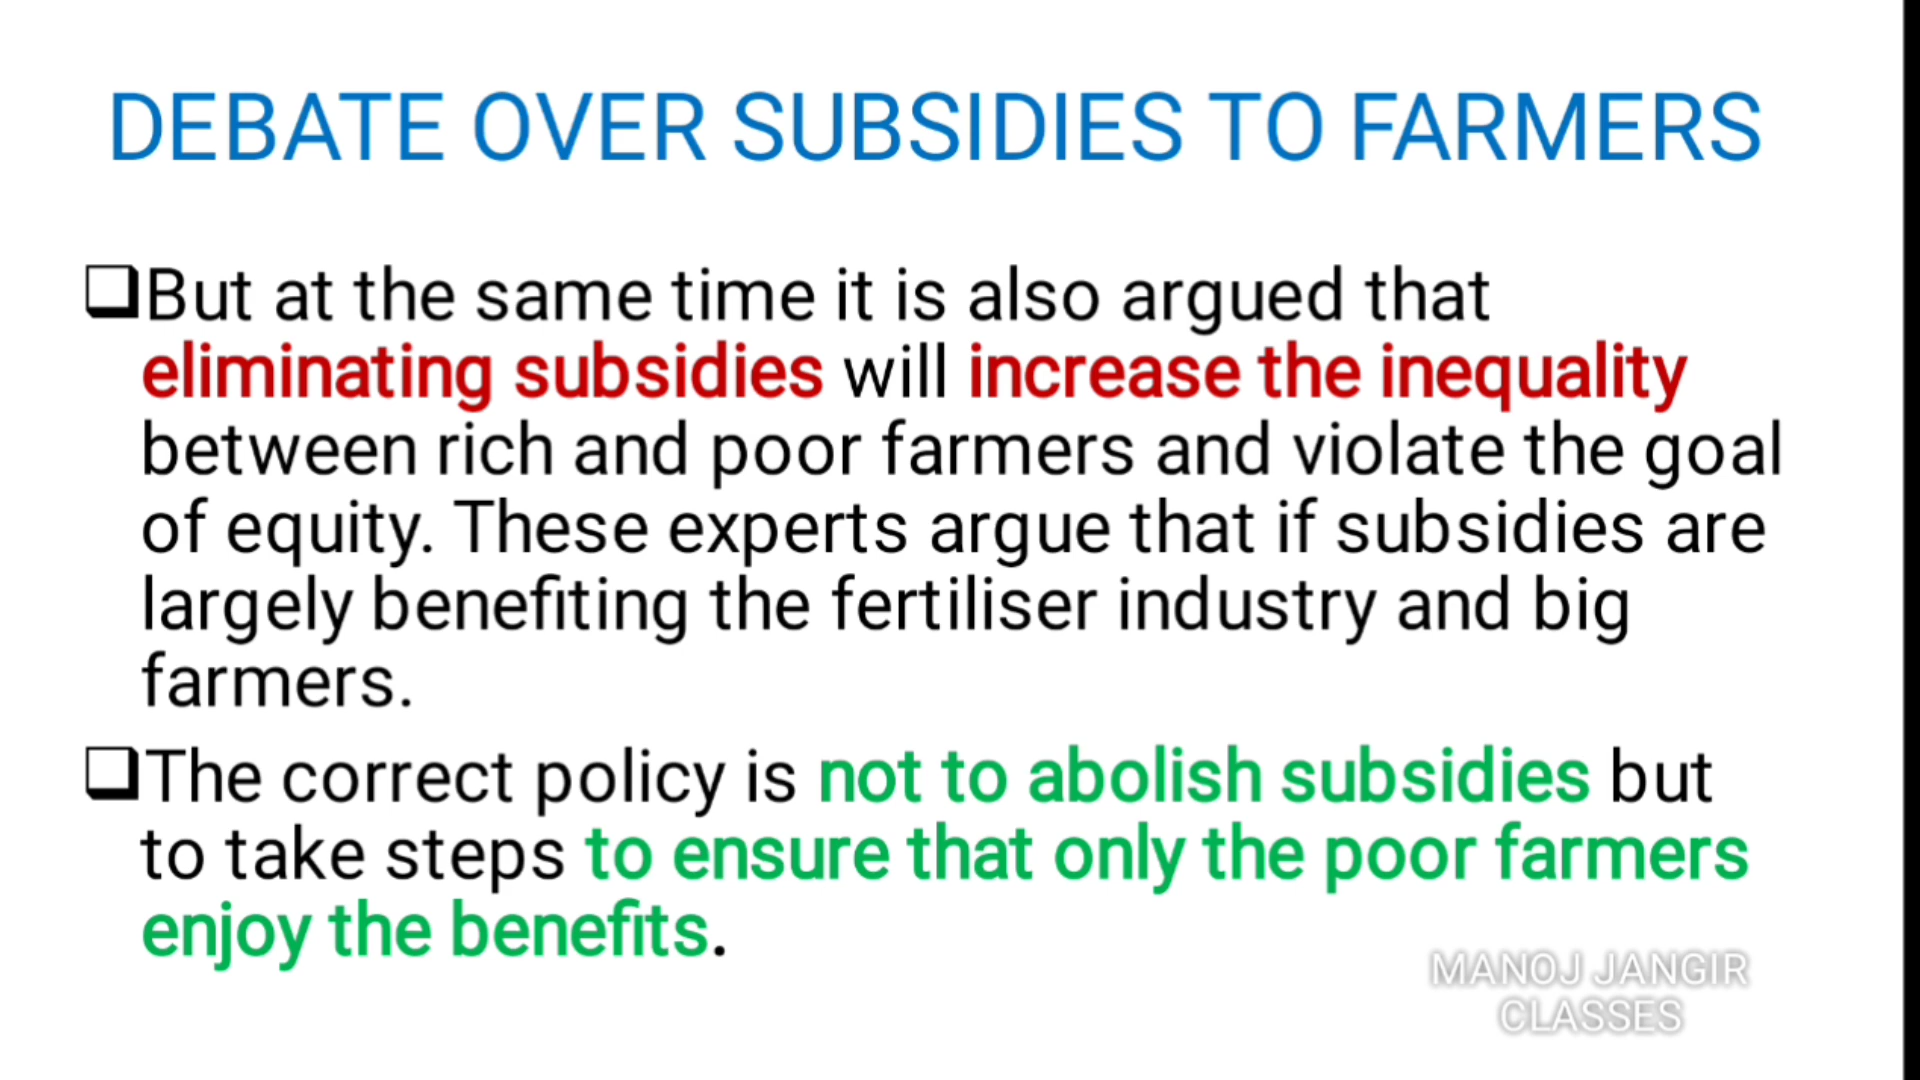 DEBATE OVER SUBSIDIES TO FARMERS
❑But at the same time it is also argued that
eliminating subsidies will increase the inequality
between rich and poor farmers and violate the goal
of equity. These experts argue that if subsidies are
largely benefiting the fertiliser industry and big
farmers.
❑The correct policy is not to abolish subsidies but
to take steps to ensure that only the poor farmers
enjoy the benefits.
MANOJ JANGIR
CLASSES